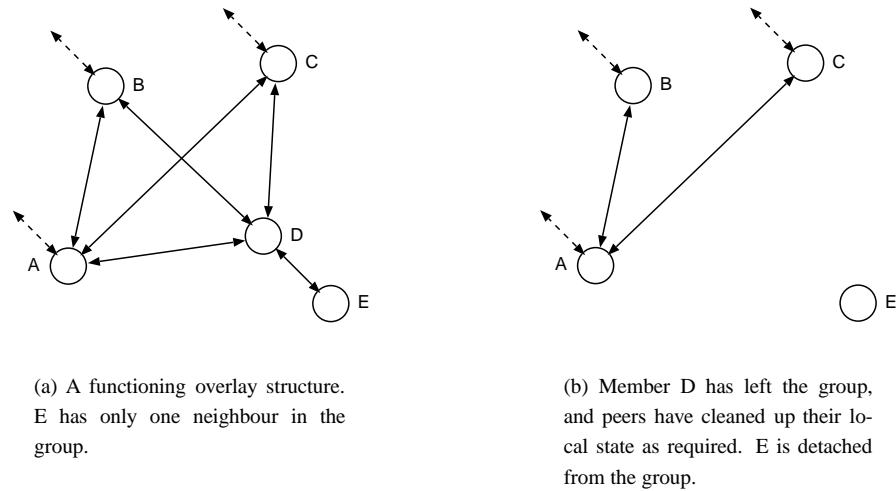 C
B
D
A
E
C
B
A
E
(a) A functioning overlay structure.
E has only one neighbour in the
group.
(b) Member D has left the group,
and peers have cleaned up their lo-
cal state as required. E is detached
from the group.